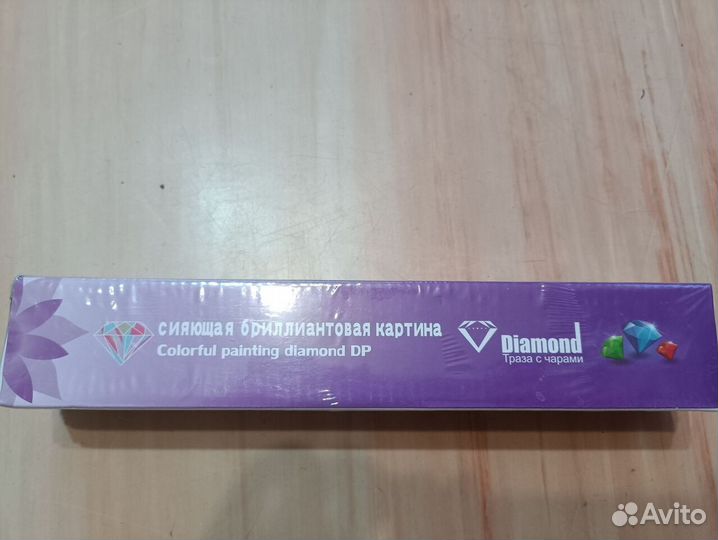 сияющая бриллиантовая картина
Colorful painting diamond DP
Diamond
Траза с чарами
Avito